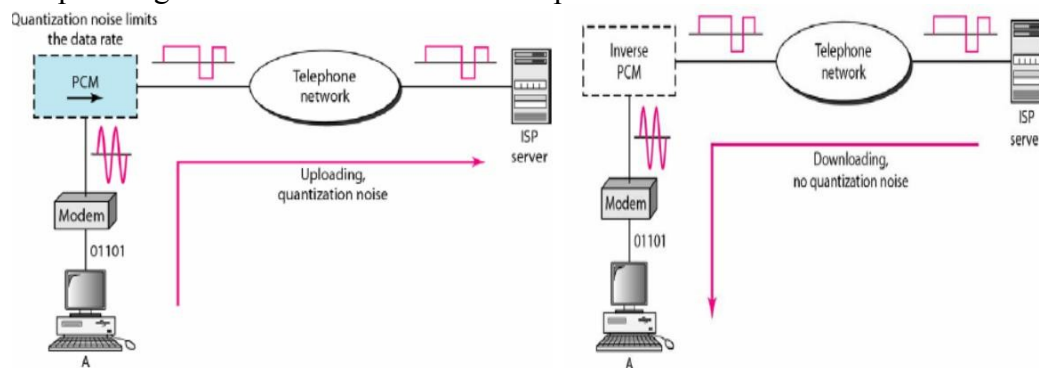 Quantization noise limits
the data rate
PCM
Telephone
network
ISP
server
Uploading,
quantization noise
Modem
01101
A
Inverse
PCM
Telephone
network
ISP
server
Downloading,
no quantization noise
Modem
01101
A